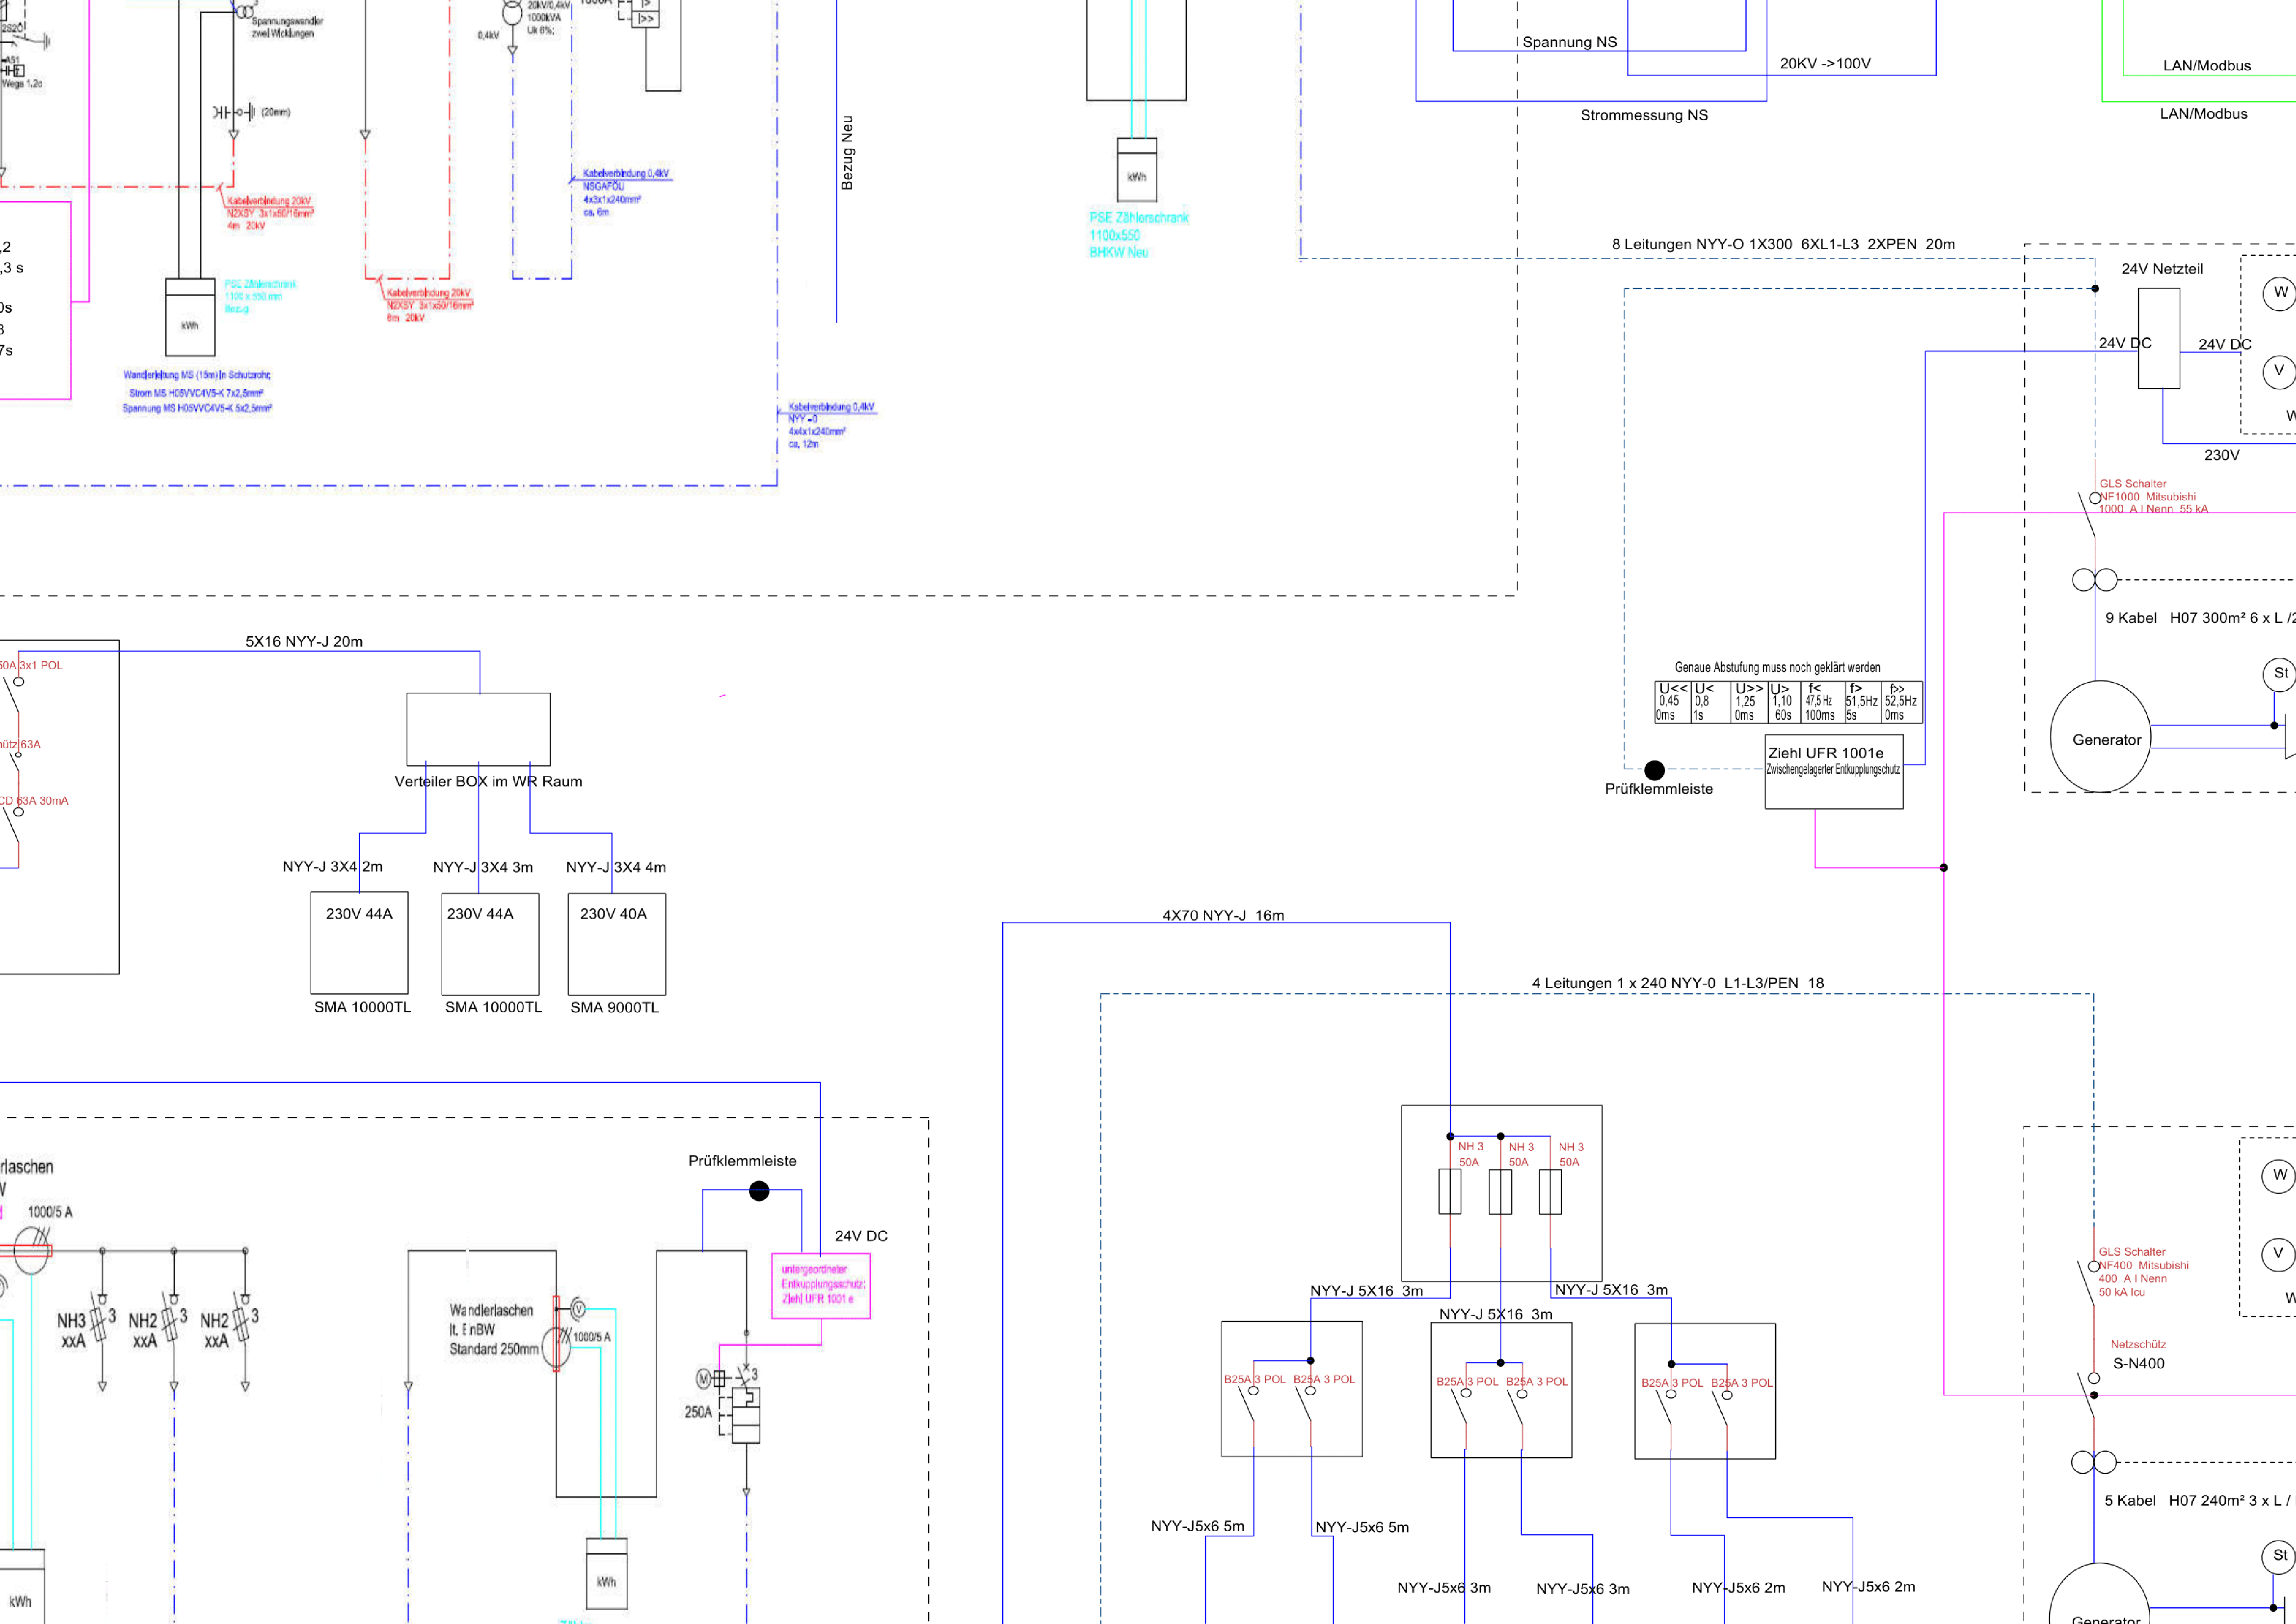 Spannungswandler
zwei Wicklungen
(20mm)
Wega 1.2c
0,4kV
20kV/0,4kV
1000kVA
Uk 6%;
I>
I>>
Kabelverbindung 20kV
N2XSY 3x1x50/16mm²
4m 20kV
Kabelverbindung 0,4kV
NSGAFÖU
4x3x1x240mm²
ca. 6m
Kabelverbindung 20kV
N2XSY 3x1x50/16mm²
6m 20kV
PSE Zählerschrank
1100 x 550 mm
Bezug
kWh
Wandlerleitung MS (15m) in Schutzrohr;
Strom MS H05VVC4V5-K 7x2,5mm²
Spannung MS H05VVC4V5-K 5x2,5mm²
,2
,3 s
0s
7s
Bezug Neu
Kabelverbindung 0,4kV
NYY -0
4x4x1x240mm²
ca. 12m
kWh
PSE Zählerschrank
1100x550
BHKW Neu
Spannung NS
20KV ->100V
Strommessung NS
LAN/Modbus
LAN/Modbus
8 Leitungen NYY-O 1X300 6XL1-L3 2XPEN 20m
24V Netzteil
24V DC
24V DC
W
V
W
230V
GLS Schalter
NF1000 Mitsubishi
1000 A I Nenn 55 kA
9 Kabel H07 300m² 6 x L /2
St
Generator
Genaue Abstufung muss noch geklärt werden
U<< U< U>> U> f< f> f>>
0,45 0,8 1,25 1,10 47,5 Hz 51,5Hz 52,5Hz
0ms 1s 0ms 60s 100ms 5s 0ms
Ziehl UFR 1001e
Zwischengelagerter Entkupplungschutz
Prüfklemmleiste
5X16 NYY-J 20m
50A 3x1 POL
hütz 63A
CD 63A 30mA
Verteiler BOX im WR Raum
NYY-J 3X4 2m
NYY-J 3X4 3m
NYY-J 3X4 4m
230V 44A
230V 44A
230V 40A
SMA 10000TL
SMA 10000TL
SMA 9000TL
4X70 NYY-J 16m
4 Leitungen 1 x 240 NYY-0 L1-L3/PEN 18
NH 3
50A
NH 3
50A
NH 3
50A
NYY-J 5X16 3m
NYY-J 5X16 3m
NYY-J 5X16 3m
B25A 3 POL
B25A 3 POL
B25A 3 POL
B25A 3 POL
B25A 3 POL
B25A 3 POL
NYY-J5x6 5m
NYY-J5x6 5m
NYY-J5x6 3m
NYY-J5x6 3m
NYY-J5x6 2m
NYY-J5x6 2m
rlaschen
1000/5 A
NH3
xxA
3
NH2
xxA
3
NH2
xxA
3
kWh
Wandlerlaschen
lt. EnBW
Standard 250mm
V
1000/5 A
kWh
Prüfklemmleiste
24V DC
untergeordneter
Entkupplungsschutz;
Ziehl UFR 1001 e
M
3
250A
W
V
W
GLS Schalter
NF400 Mitsubishi
400 A I Nenn
50 kA Icu
Netzschütz
S-N400
5 Kabel H07 240m² 3 x L /
St
Generator